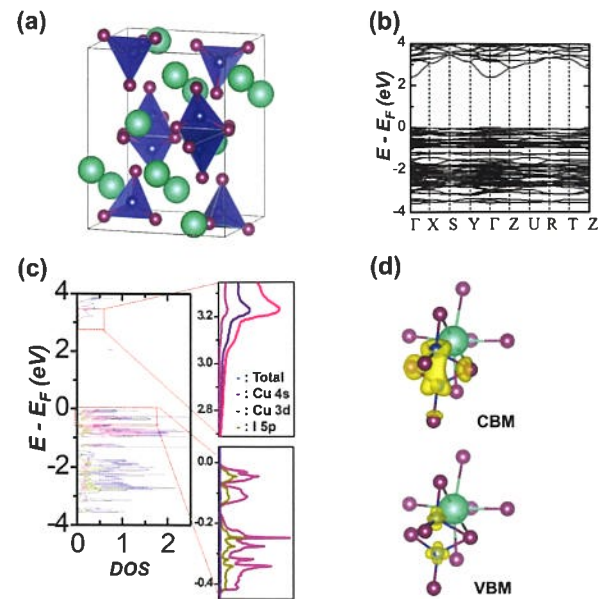 (a)
(b)
E - E_F (eV)
4
2
0
-2
-4
Γ X S Y Γ Z U R T Z
(c)
E - E_F (eV)
4
2
0
-2
-4
0 1 2
DOS
3.2
3.0
2.8
- : Total
- : Cu 4s
- : Cu 3d
- : I 5p
0.0
-0.2
-0.4
(d)
CBM
VBM